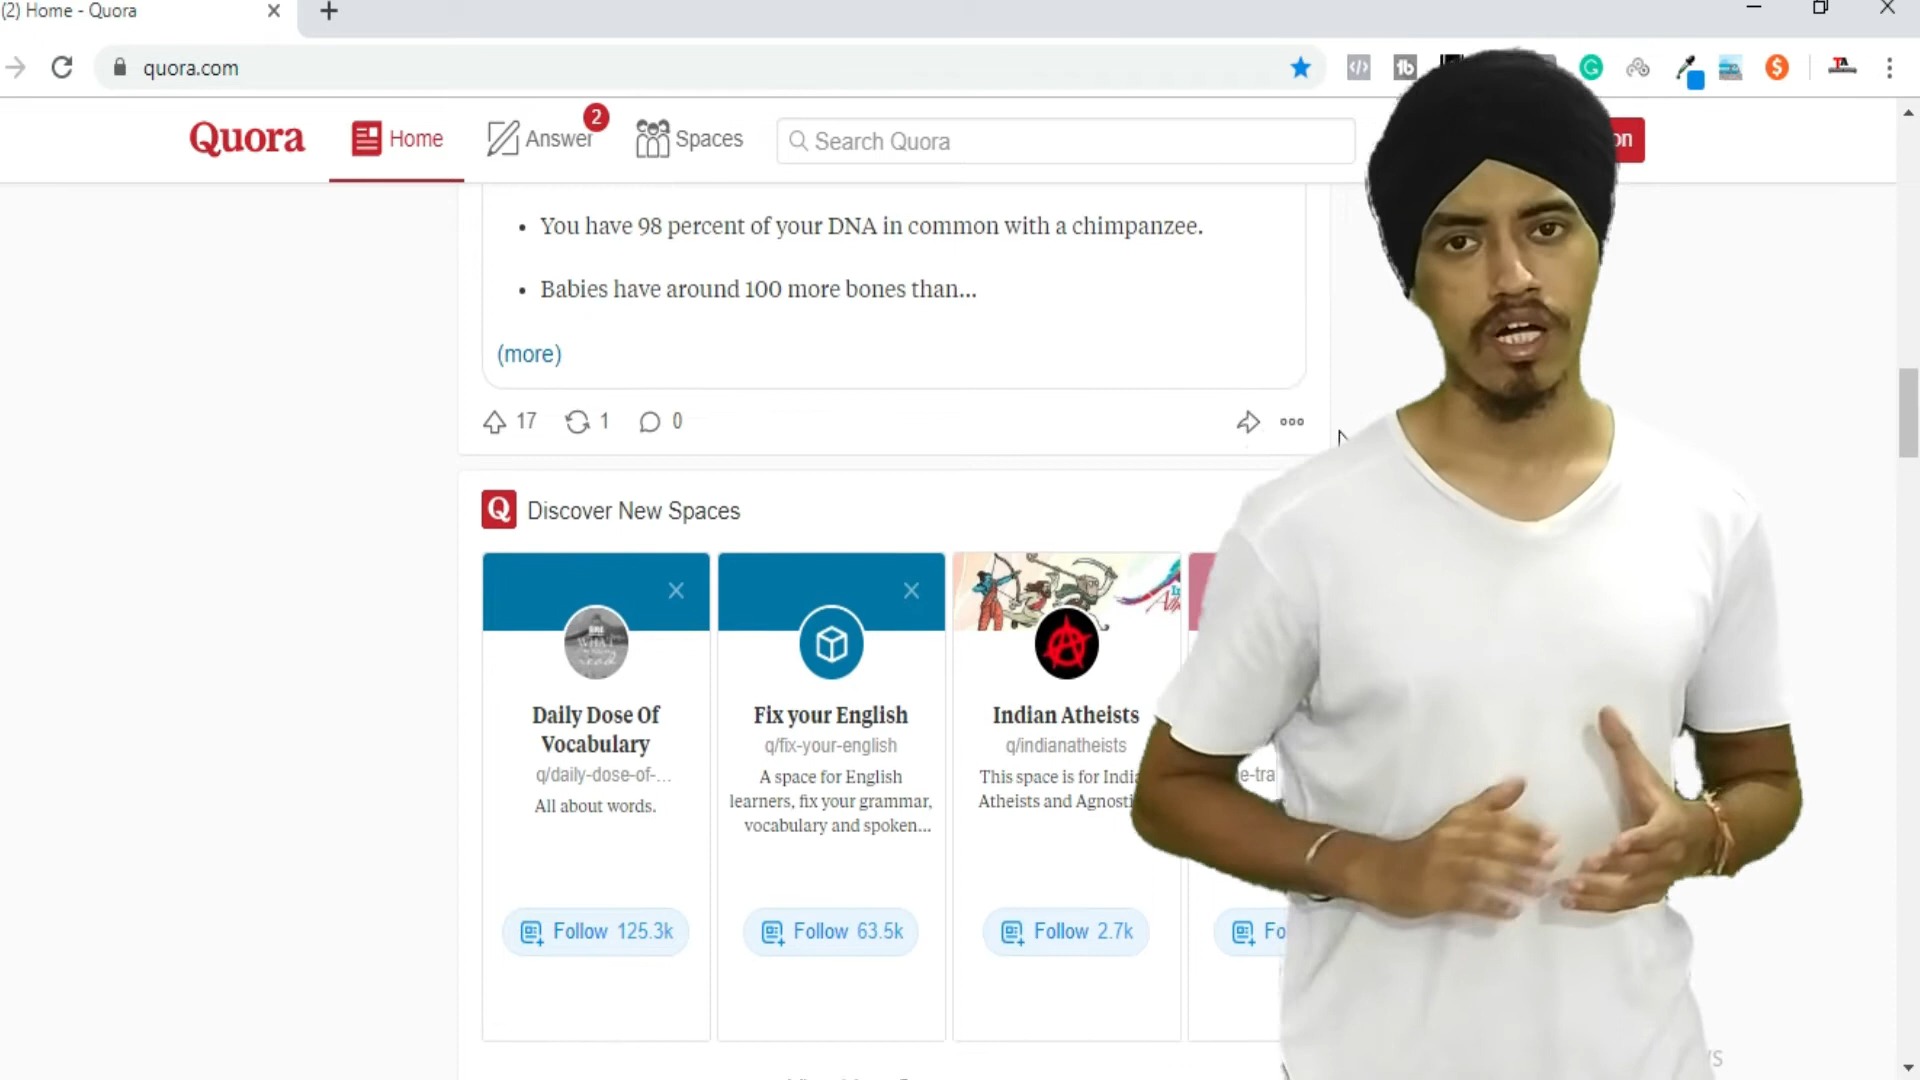 (2) Home - Quora
quora.com
Quora Home Answer 2 Spaces Search Quora on
• You have 98 percent of your DNA in common with a chimpanzee.
• Babies have around 100 more bones than...
(more)
17 1 0
Q Discover New Spaces
Daily Dose Of
Vocabulary
q/daily-dose-of-...
All about words.
Follow 125.3k
Fix your English
q/fix-your-english
A space for English
learners, fix your grammar,
vocabulary and spoken...
Follow 63.5k
Indian Atheists
q/indianatheists
This space is for India
Atheists and Agnosti
Follow 2.7k
e-tra
Fo